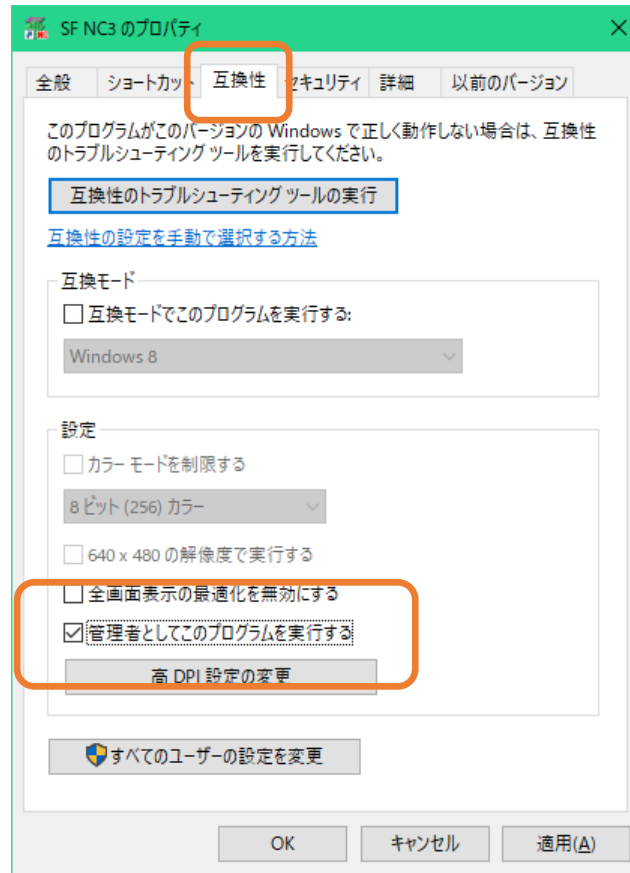 SF NC3 のプロパティ
全般 ショートカット 互換性 セキュリティ 詳細 以前のバージョン
このプログラムがこのバージョンの Windows で正しく動作しない場合は、互換性
のトラブルシューティング ツールを実行してください。
互換性のトラブルシューティング ツールの実行
互換性の設定を手動で選択する方法
互換モード
互換モードでこのプログラムを実行する:
Windows 8
設定
カラー モードを制限する
8 ビット (256) カラー
640 x 480 の解像度で実行する
全画面表示の最適化を無効にする
管理者としてこのプログラムを実行する
高 DPI 設定の変更
すべてのユーザーの設定を変更
OK キャンセル 適用(A)